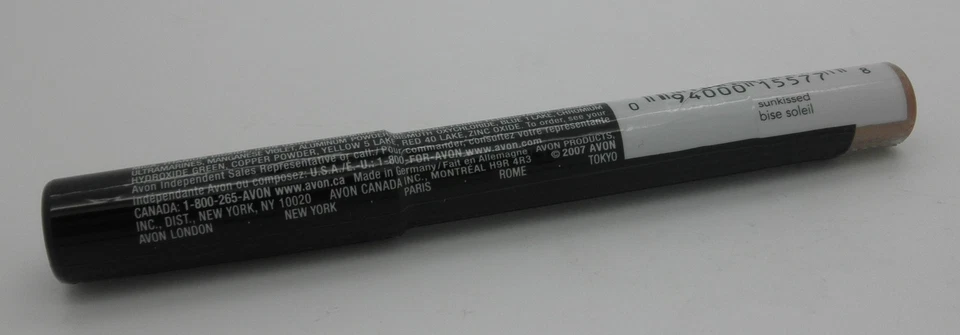 ULTRAMARINES, MANGANESE VIOLET, ALUMINUM POWDER, BISMUTH OXYCHLORIDE, BLUE 1 LAKE, CHROMIUM
HYDROXIDE GREEN, COPPER POWDER, YELLOW 5 LAKE, RED 40 LAKE, ZINC OXIDE. To order, see your
Avon Independent Sales Representative or call / Pour commander, consultez votre représentante
indépendante Avon ou composez: U.S.A./É.-U.: 1-800-FOR-AVON www.avon.com
CANADA: 1-800-265-AVON www.avon.ca Made in Germany/Fait en Allemagne AVON PRODUCTS,
INC., DIST., NEW YORK, NY 10020 AVON CANADA INC., MONTREAL H9R 4R3 © 2007 AVON
AVON LONDON NEW YORK PARIS ROME TOKYO
0 94000 15577 8
sunkissed
bise soleil